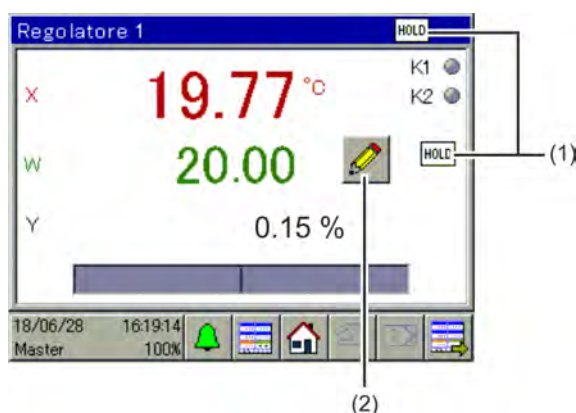 Regolatore 1 HOLD
K1
X 19.77 °C K2
W 20.00 HOLD (1)
Y 0.15 %
18/06/28 16:19:14
Master 100%
(2)